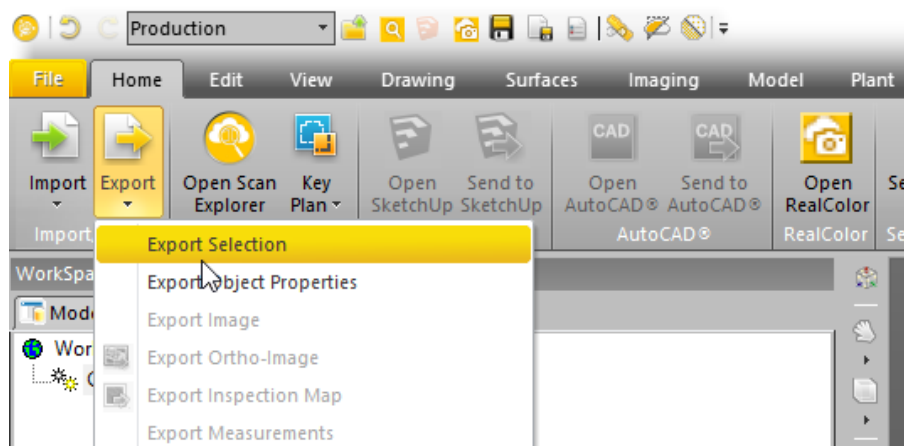 Production
File Home Edit View Drawing Surfaces Imaging Model Plant
CAD CAD
Import Export Open Scan Key Open Send to Open Send to Open
Explorer Plan SketchUp SketchUp AutoCAD® AutoCAD® RealColor
Import AutoCAD® RealColor
Export Selection
WorkSpa
Export Object Properties
Mode
Export Image
Wor
Export Ortho-Image
Export Inspection Map
Export Measurements